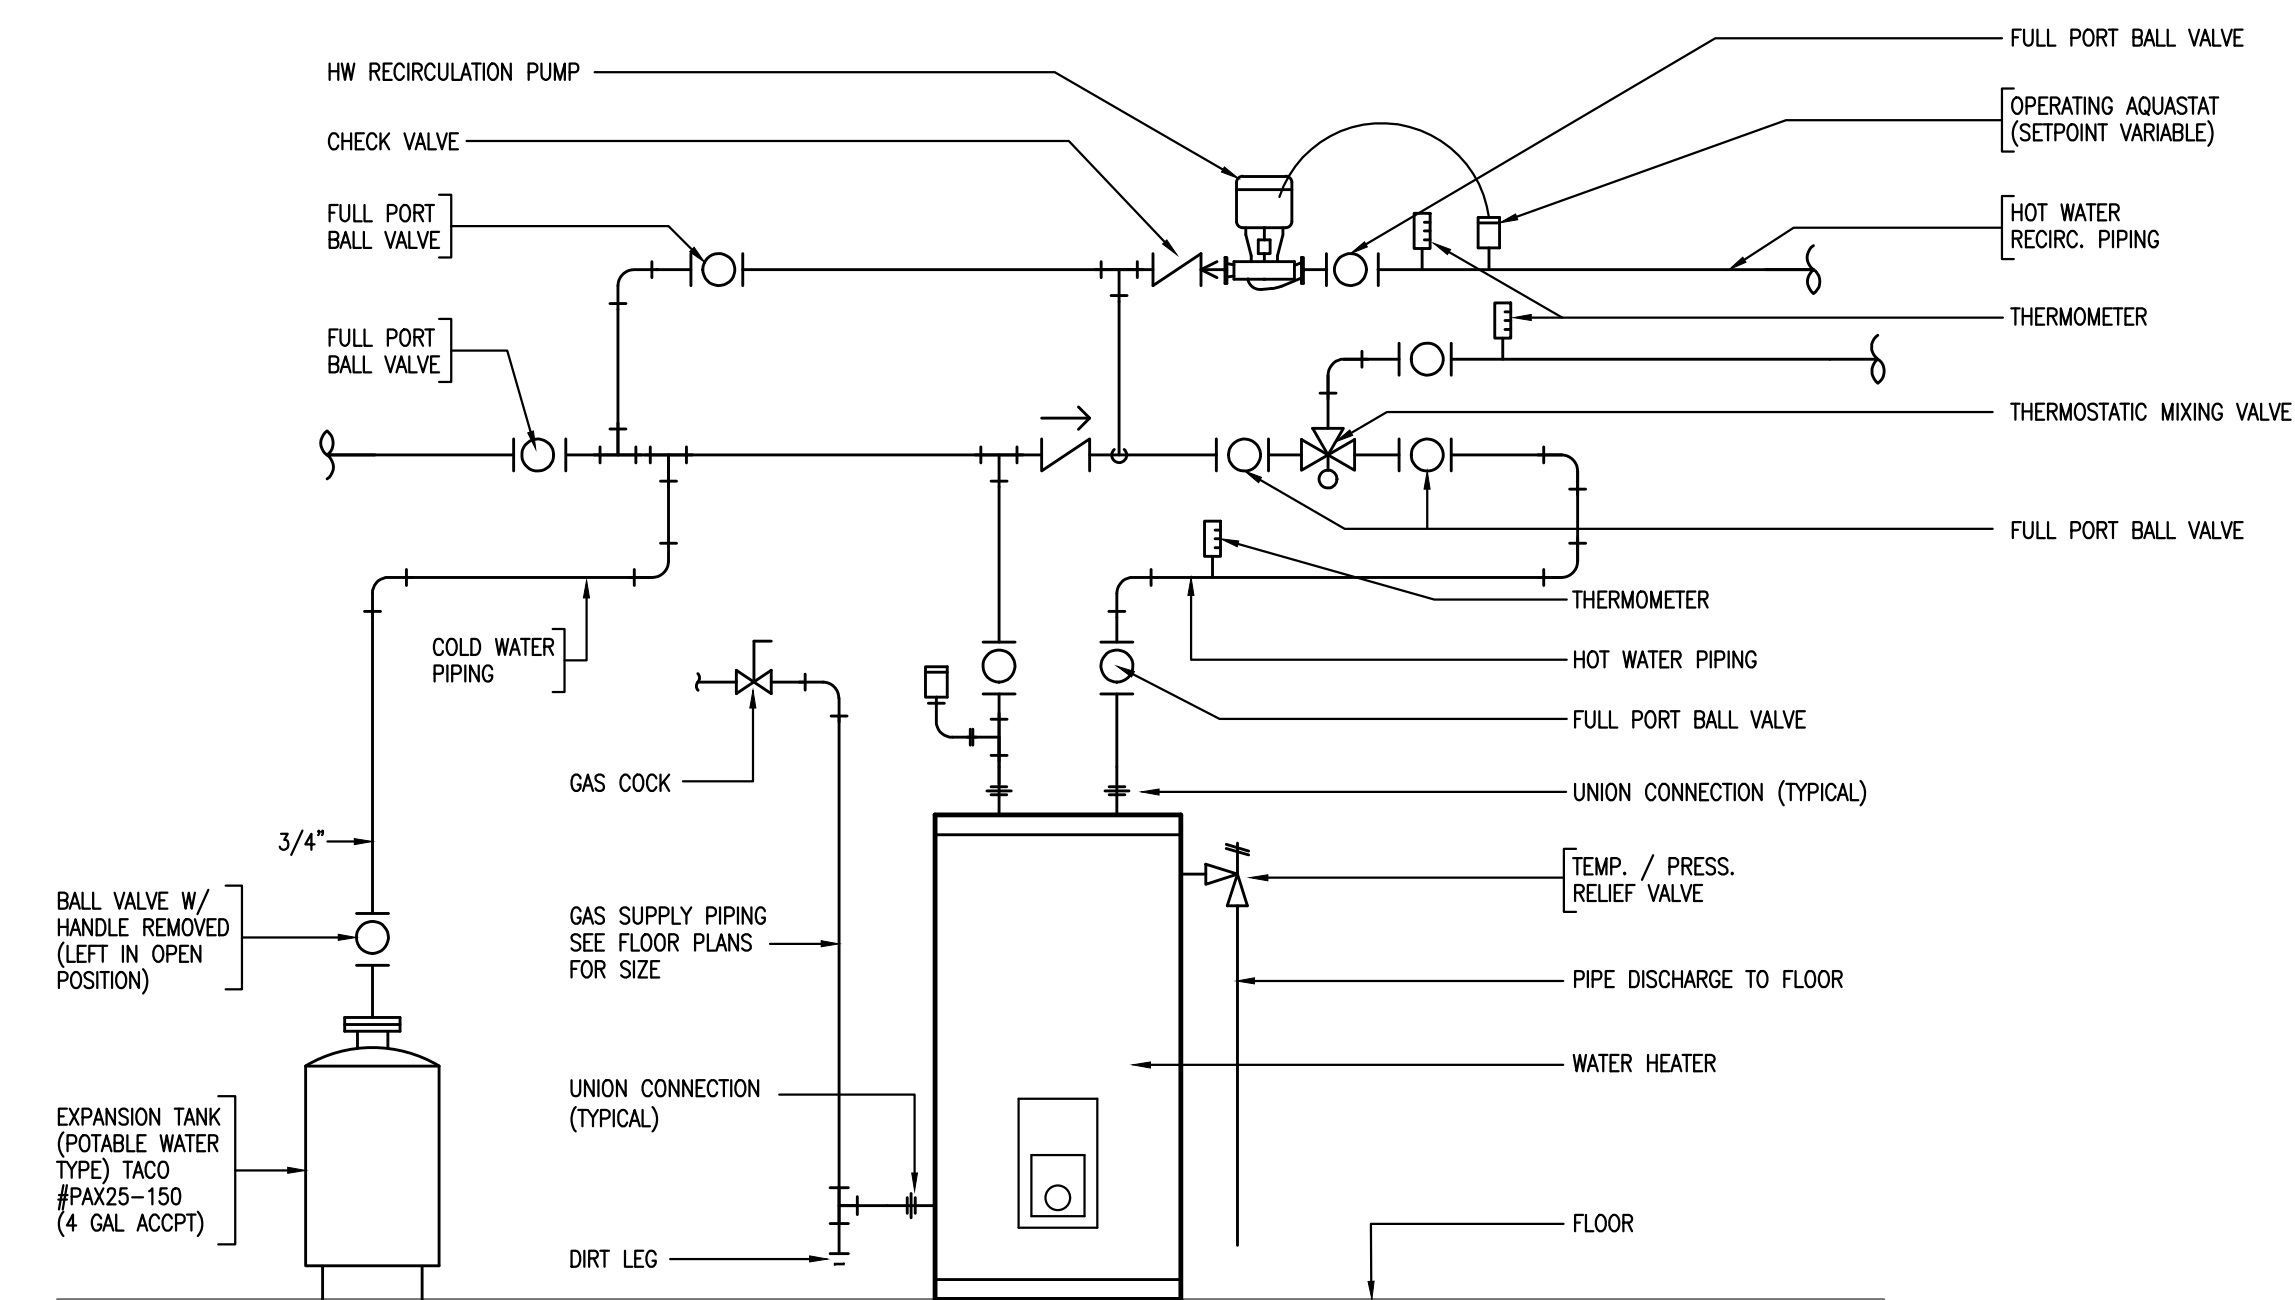 HW RECIRCULATION PUMP
CHECK VALVE
FULL PORT
BALL VALVE
FULL PORT
BALL VALVE
FULL PORT BALL VALVE
OPERATING AQUASTAT
(SETPOINT VARIABLE)
HOT WATER
RECIRC. PIPING
THERMOMETER
THERMOSTATIC MIXING VALVE
FULL PORT BALL VALVE
THERMOMETER
HOT WATER PIPING
FULL PORT BALL VALVE
UNION CONNECTION (TYPICAL)
TEMP. / PRESS.
RELIEF VALVE
PIPE DISCHARGE TO FLOOR
WATER HEATER
FLOOR
COLD WATER
PIPING
GAS COCK
3/4"
BALL VALVE W/
HANDLE REMOVED
(LEFT IN OPEN
POSITION)
GAS SUPPLY PIPING
SEE FLOOR PLANS
FOR SIZE
UNION CONNECTION
(TYPICAL)
EXPANSION TANK
(POTABLE WATER
TYPE) TACO
#PAX25-150
(4 GAL ACCPT)
DIRT LEG